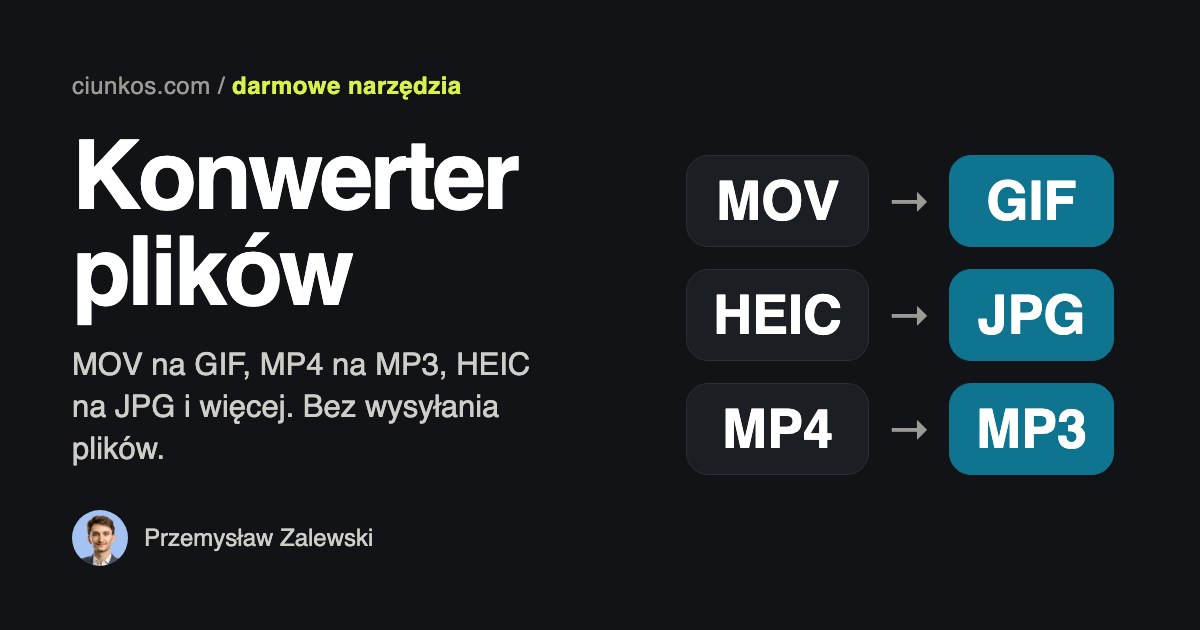 ciunkos.com / darmowe narzędzia
Konwerter
plików
MOV na GIF, MP4 na MP3, HEIC
na JPG i więcej. Bez wysyłania
plików.
Przemysław Zalewski
MOV → GIF
HEIC → JPG
MP4 → MP3